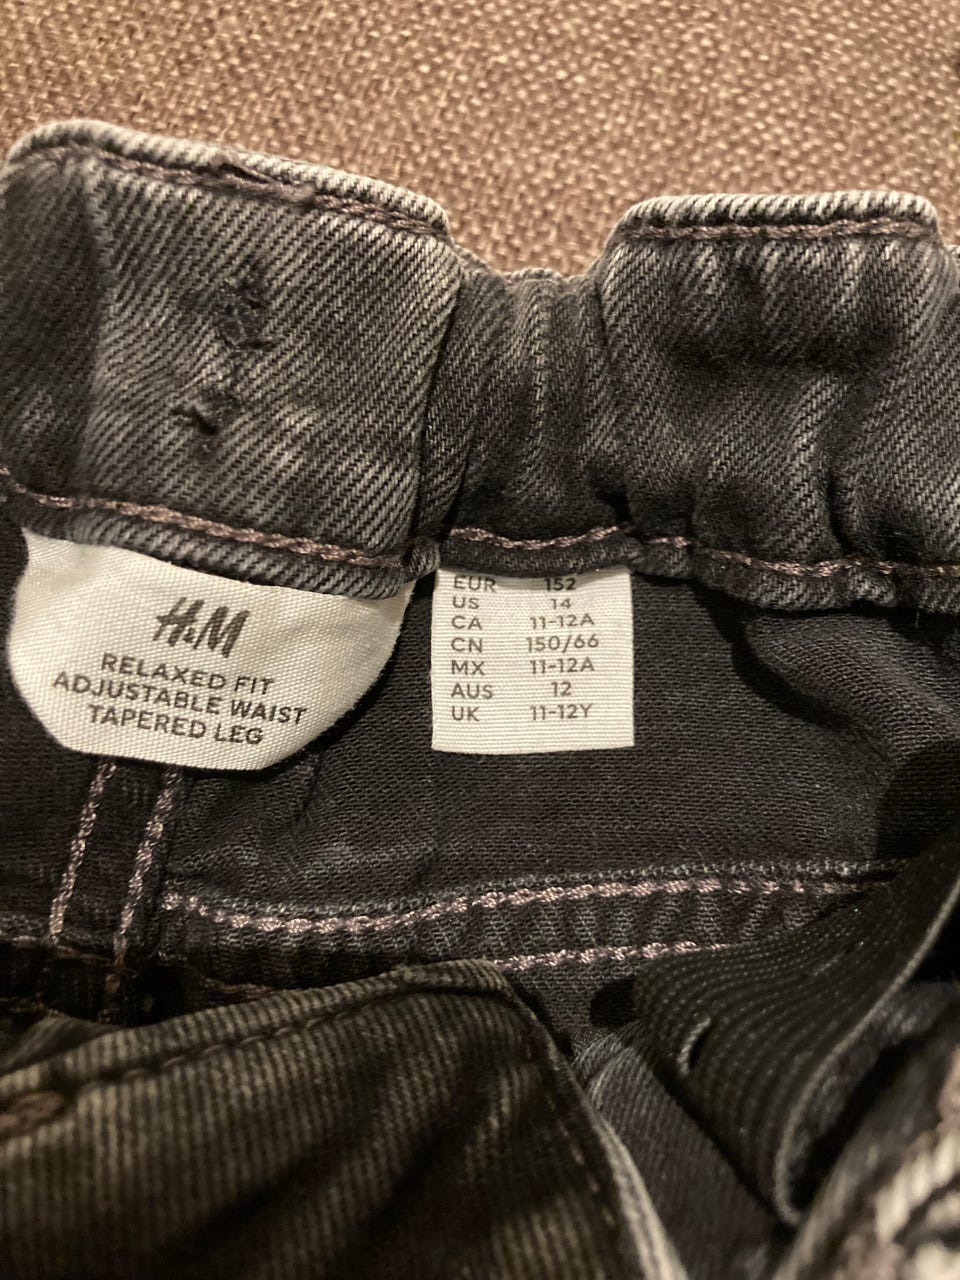 H&M
RELAXED FIT
ADJUSTABLE WAIST
TAPERED LEG
EUR 152
US 14
CA 11-12A
CN 150/66
MX 11-12A
AUS 12
UK 11-12Y